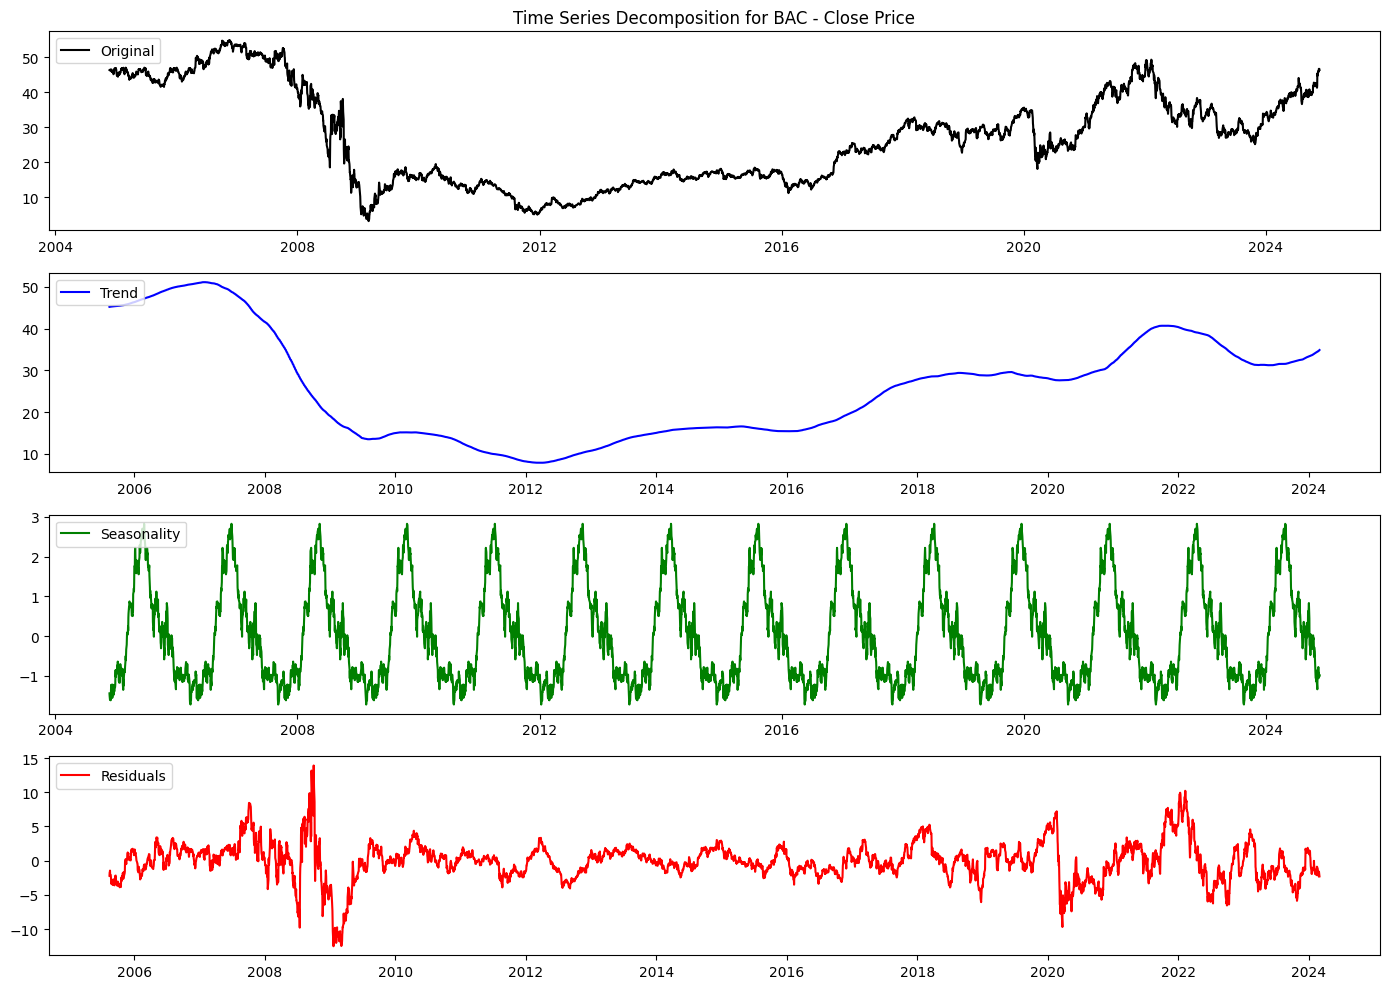 Time Series Decomposition for BAC - Close Price
Original
50
40
30
20
10
2004 2008 2012 2016 2020 2024
Trend
50
40
30
20
10
2006 2008 2010 2012 2014 2016 2018 2020 2022 2024
Seasonality
3
2
1
0
−1
2004 2008 2012 2016 2020 2024
Residuals
15
10
5
0
−5
−10
2006 2008 2010 2012 2014 2016 2018 2020 2022 2024